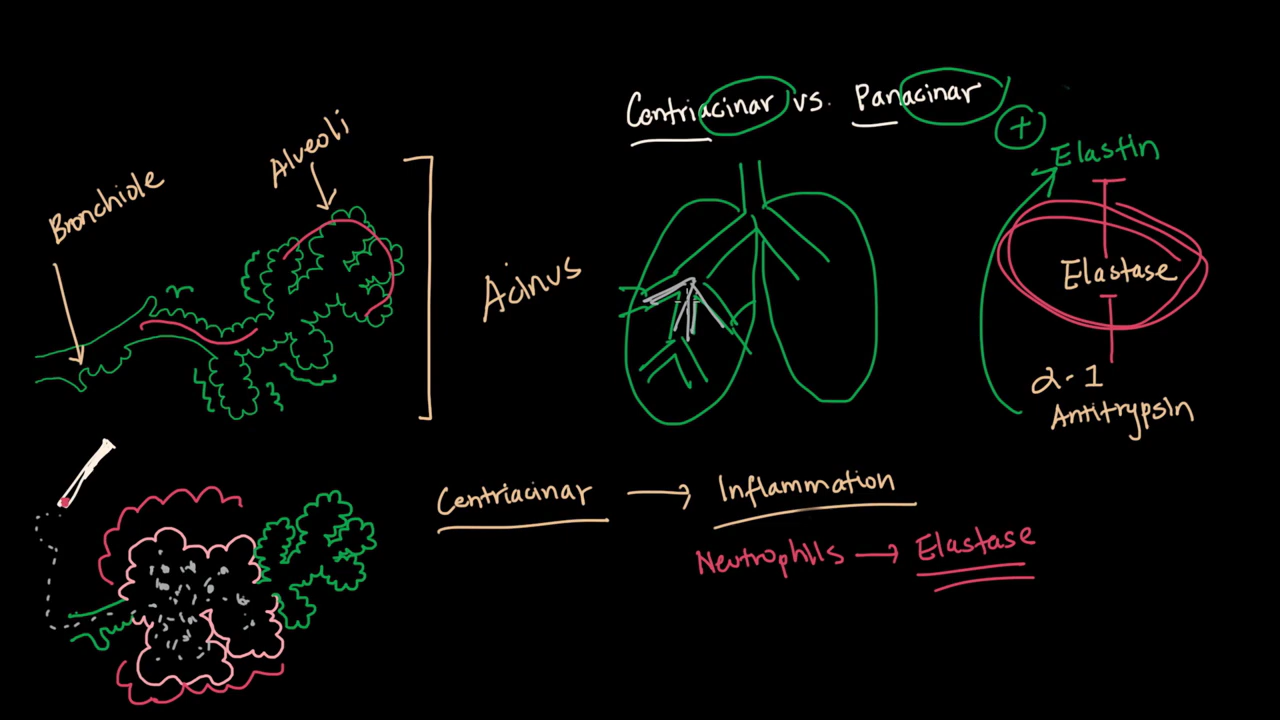 Centriacinar vs. Panacinar
+
Elastin
Elastase
α-1
Antitrypsin
Bronchiole
Alveoli
Acinus
Centriacinar → Inflammation
Neutrophils → Elastase